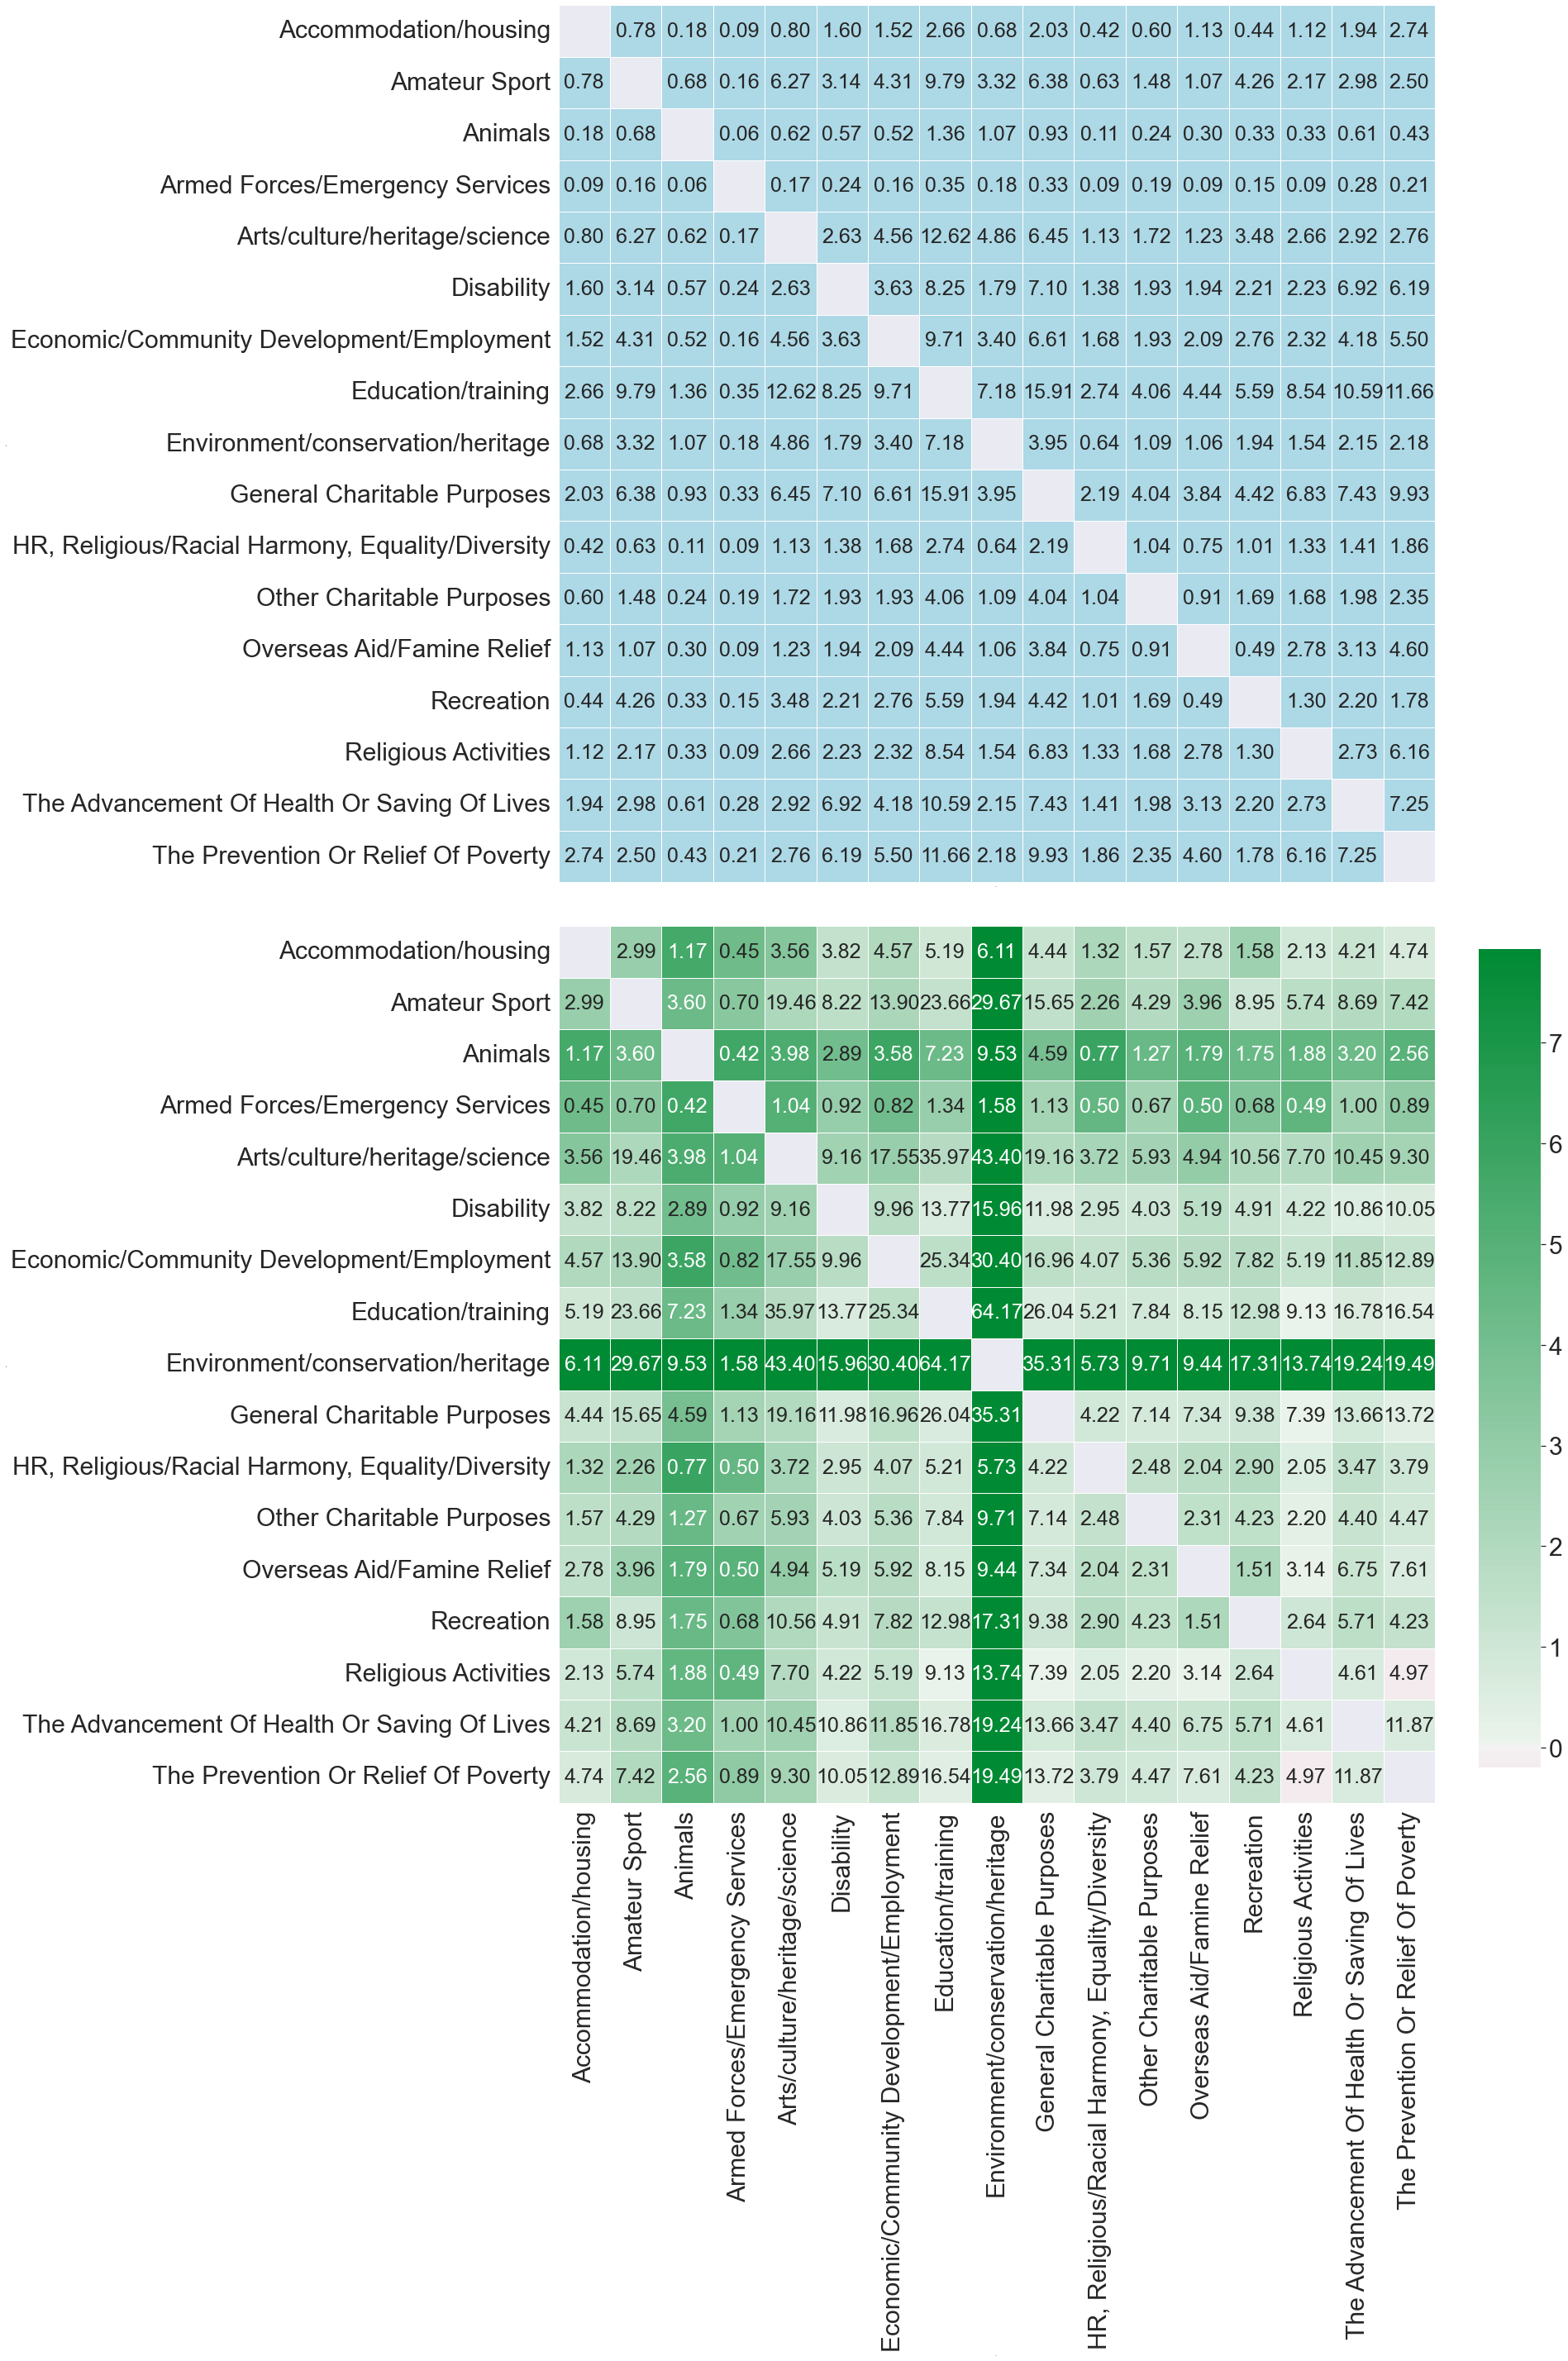 Accommodation/housing 0.78 0.18 0.09 0.80 1.60 1.52 2.66 0.68 2.03 0.42 0.60 1.13 0.44 1.12 1.94 2.74
Amateur Sport 0.78 0.68 0.16 6.27 3.14 4.31 9.79 3.32 6.38 0.63 1.48 1.07 4.26 2.17 2.98 2.50
Animals 0.18 0.68 0.06 0.62 0.57 0.52 1.36 1.07 0.93 0.11 0.24 0.30 0.33 0.33 0.61 0.43
Armed Forces/Emergency Services 0.09 0.16 0.06 0.17 0.24 0.16 0.35 0.18 0.33 0.09 0.19 0.09 0.15 0.09 0.28 0.21
Arts/culture/heritage/science 0.80 6.27 0.62 0.17 2.63 4.56 12.62 4.86 6.45 1.13 1.72 1.23 3.48 2.66 2.92 2.76
Disability 1.60 3.14 0.57 0.24 2.63 3.63 8.25 1.79 7.10 1.38 1.93 1.94 2.21 2.23 6.92 6.19
Economic/Community Development/Employment 1.52 4.31 0.52 0.16 4.56 3.63 9.71 3.40 6.61 1.68 1.93 2.09 2.76 2.32 4.18 5.50
Education/training 2.66 9.79 1.36 0.35 12.62 8.25 9.71 7.18 15.91 2.74 4.06 4.44 5.59 8.54 10.59 11.66
Environment/conservation/heritage 0.68 3.32 1.07 0.18 4.86 1.79 3.40 7.18 3.95 0.64 1.09 1.06 1.94 1.54 2.15 2.18
General Charitable Purposes 2.03 6.38 0.93 0.33 6.45 7.10 6.61 15.91 3.95 2.19 4.04 3.84 4.42 6.83 7.43 9.93
HR, Religious/Racial Harmony, Equality/Diversity 0.42 0.63 0.11 0.09 1.13 1.38 1.68 2.74 0.64 2.19 1.04 0.75 1.01 1.33 1.41 1.86
Other Charitable Purposes 0.60 1.48 0.24 0.19 1.72 1.93 1.93 4.06 1.09 4.04 1.04 0.91 1.69 1.68 1.98 2.35
Overseas Aid/Famine Relief 1.13 1.07 0.30 0.09 1.23 1.94 2.09 4.44 1.06 3.84 0.75 0.91 0.49 2.78 3.13 4.60
Recreation 0.44 4.26 0.33 0.15 3.48 2.21 2.76 5.59 1.94 4.42 1.01 1.69 0.49 1.30 2.20 1.78
Religious Activities 1.12 2.17 0.33 0.09 2.66 2.23 2.32 8.54 1.54 6.83 1.33 1.68 2.78 1.30 2.73 6.16
The Advancement Of Health Or Saving Of Lives 1.94 2.98 0.61 0.28 2.92 6.92 4.18 10.59 2.15 7.43 1.41 1.98 3.13 2.20 2.73 7.25
The Prevention Or Relief Of Poverty 2.74 2.50 0.43 0.21 2.76 6.19 5.50 11.66 2.18 9.93 1.86 2.35 4.60 1.78 6.16 7.25
Accommodation/housing 2.99 1.17 0.45 3.56 3.82 4.57 5.19 6.11 4.44 1.32 1.57 2.78 1.58 2.13 4.21 4.74
Amateur Sport 2.99 3.60 0.70 19.46 8.22 13.90 23.66 29.67 15.65 2.26 4.29 3.96 8.95 5.74 8.69 7.42
Animals 1.17 3.60 0.42 3.98 2.89 3.58 7.23 9.53 4.59 0.77 1.27 1.79 1.75 1.88 3.20 2.56
Armed Forces/Emergency Services 0.45 0.70 0.42 1.04 0.92 0.82 1.34 1.58 1.13 0.50 0.67 0.50 0.68 0.49 1.00 0.89
Arts/culture/heritage/science 3.56 19.46 3.98 1.04 9.16 17.55 35.97 43.40 19.16 3.72 5.93 4.94 10.56 7.70 10.45 9.30
Disability 3.82 8.22 2.89 0.92 9.16 9.96 13.77 15.96 11.98 2.95 4.03 5.19 4.91 4.22 10.86 10.05
Economic/Community Development/Employment 4.57 13.90 3.58 0.82 17.55 9.96 25.34 30.40 16.96 4.07 5.36 5.92 7.82 5.19 11.85 12.89
Education/training 5.19 23.66 7.23 1.34 35.97 13.77 25.34 64.17 26.04 5.21 7.84 8.15 12.98 9.13 16.78 16.54
Environment/conservation/heritage 6.11 29.67 9.53 1.58 43.40 15.96 30.40 64.17 35.31 5.73 9.71 9.44 17.31 13.74 19.24 19.49
General Charitable Purposes 4.44 15.65 4.59 1.13 19.16 11.98 16.96 26.04 35.31 4.22 7.14 7.34 9.38 7.39 13.66 13.72
HR, Religious/Racial Harmony, Equality/Diversity 1.32 2.26 0.77 0.50 3.72 2.95 4.07 5.21 5.73 4.22 2.48 2.04 2.90 2.05 3.47 3.79
Other Charitable Purposes 1.57 4.29 1.27 0.67 5.93 4.03 5.36 7.84 9.71 7.14 2.48 2.31 4.23 2.20 4.40 4.47
Overseas Aid/Famine Relief 2.78 3.96 1.79 0.50 4.94 5.19 5.92 8.15 9.44 7.34 2.04 2.31 1.51 3.14 6.75 7.61
Recreation 1.58 8.95 1.75 0.68 10.56 4.91 7.82 12.98 17.31 9.38 2.90 4.23 1.51 2.64 5.71 4.23
Religious Activities 2.13 5.74 1.88 0.49 7.70 4.22 5.19 9.13 13.74 7.39 2.05 2.20 3.14 2.64 4.61 4.97
The Advancement Of Health Or Saving Of Lives 4.21 8.69 3.20 1.00 10.45 10.86 11.85 16.78 19.24 13.66 3.47 4.40 6.75 5.71 4.61 11.87
The Prevention Or Relief Of Poverty 4.74 7.42 2.56 0.89 9.30 10.05 12.89 16.54 19.49 13.72 3.79 4.47 7.61 4.23 4.97 11.87
Accommodation/housing
Amateur Sport
Animals
Armed Forces/Emergency Services
Arts/culture/heritage/science
Disability
Economic/Community Development/Employment
Education/training
Environment/conservation/heritage
General Charitable Purposes
HR, Religious/Racial Harmony, Equality/Diversity
Other Charitable Purposes
Overseas Aid/Famine Relief
Recreation
Religious Activities
The Advancement Of Health Or Saving Of Lives
The Prevention Or Relief Of Poverty
7
6
5
4
3
2
1
0